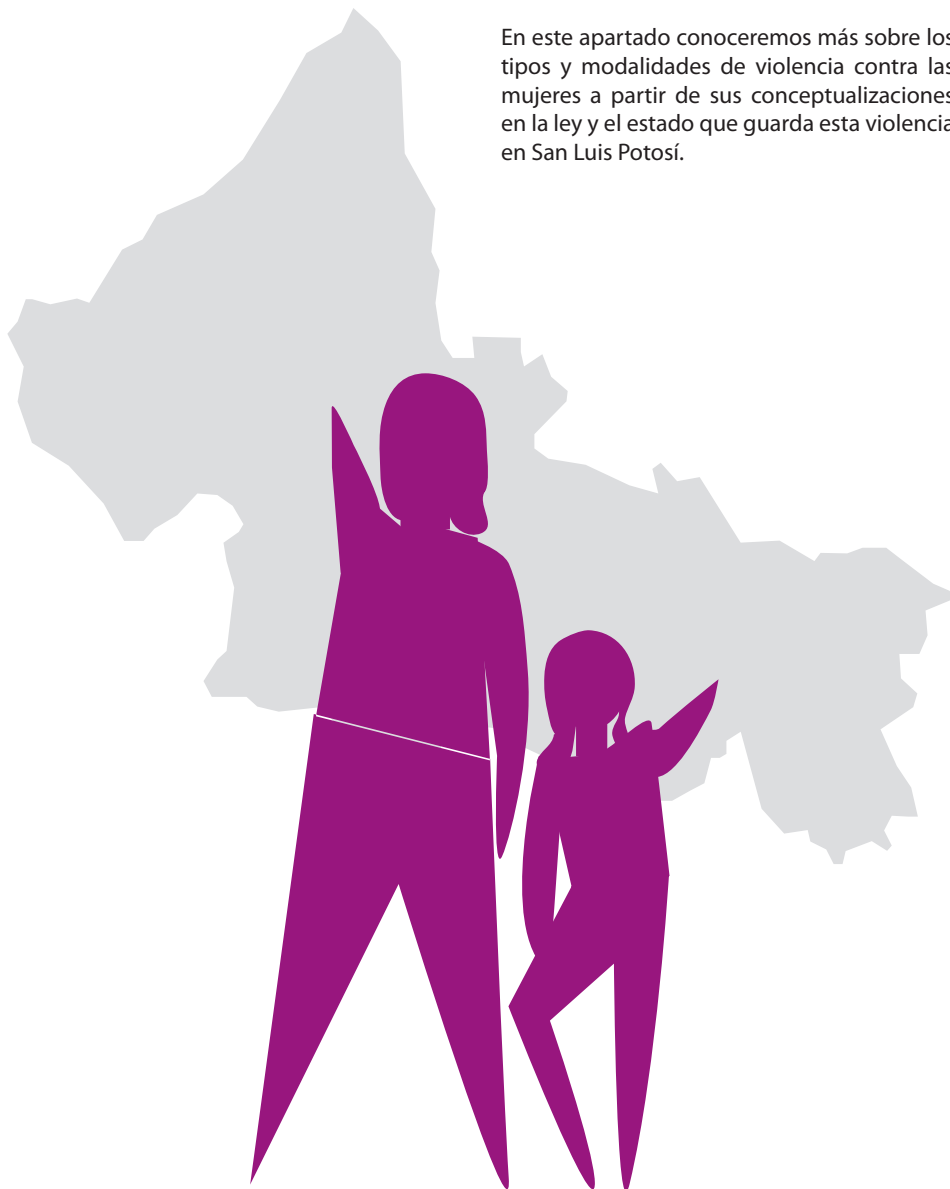 En este apartado conoceremos más sobre los
tipos y modalidades de violencia contra las
mujeres a partir de sus conceptualizaciones
en la ley y el estado que guarda esta violencia
en San Luis Potosí.